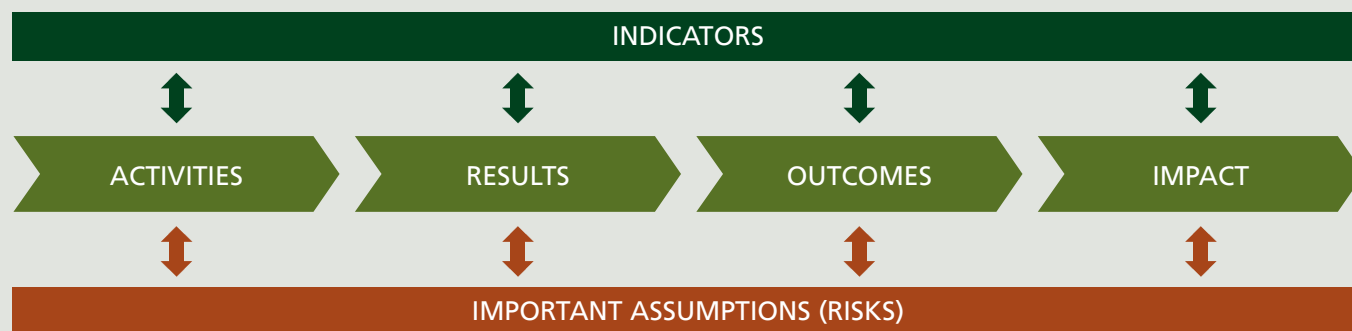 INDICATORS
ACTIVITIES
RESULTS
OUTCOMES
IMPACT
IMPORTANT ASSUMPTIONS (RISKS)